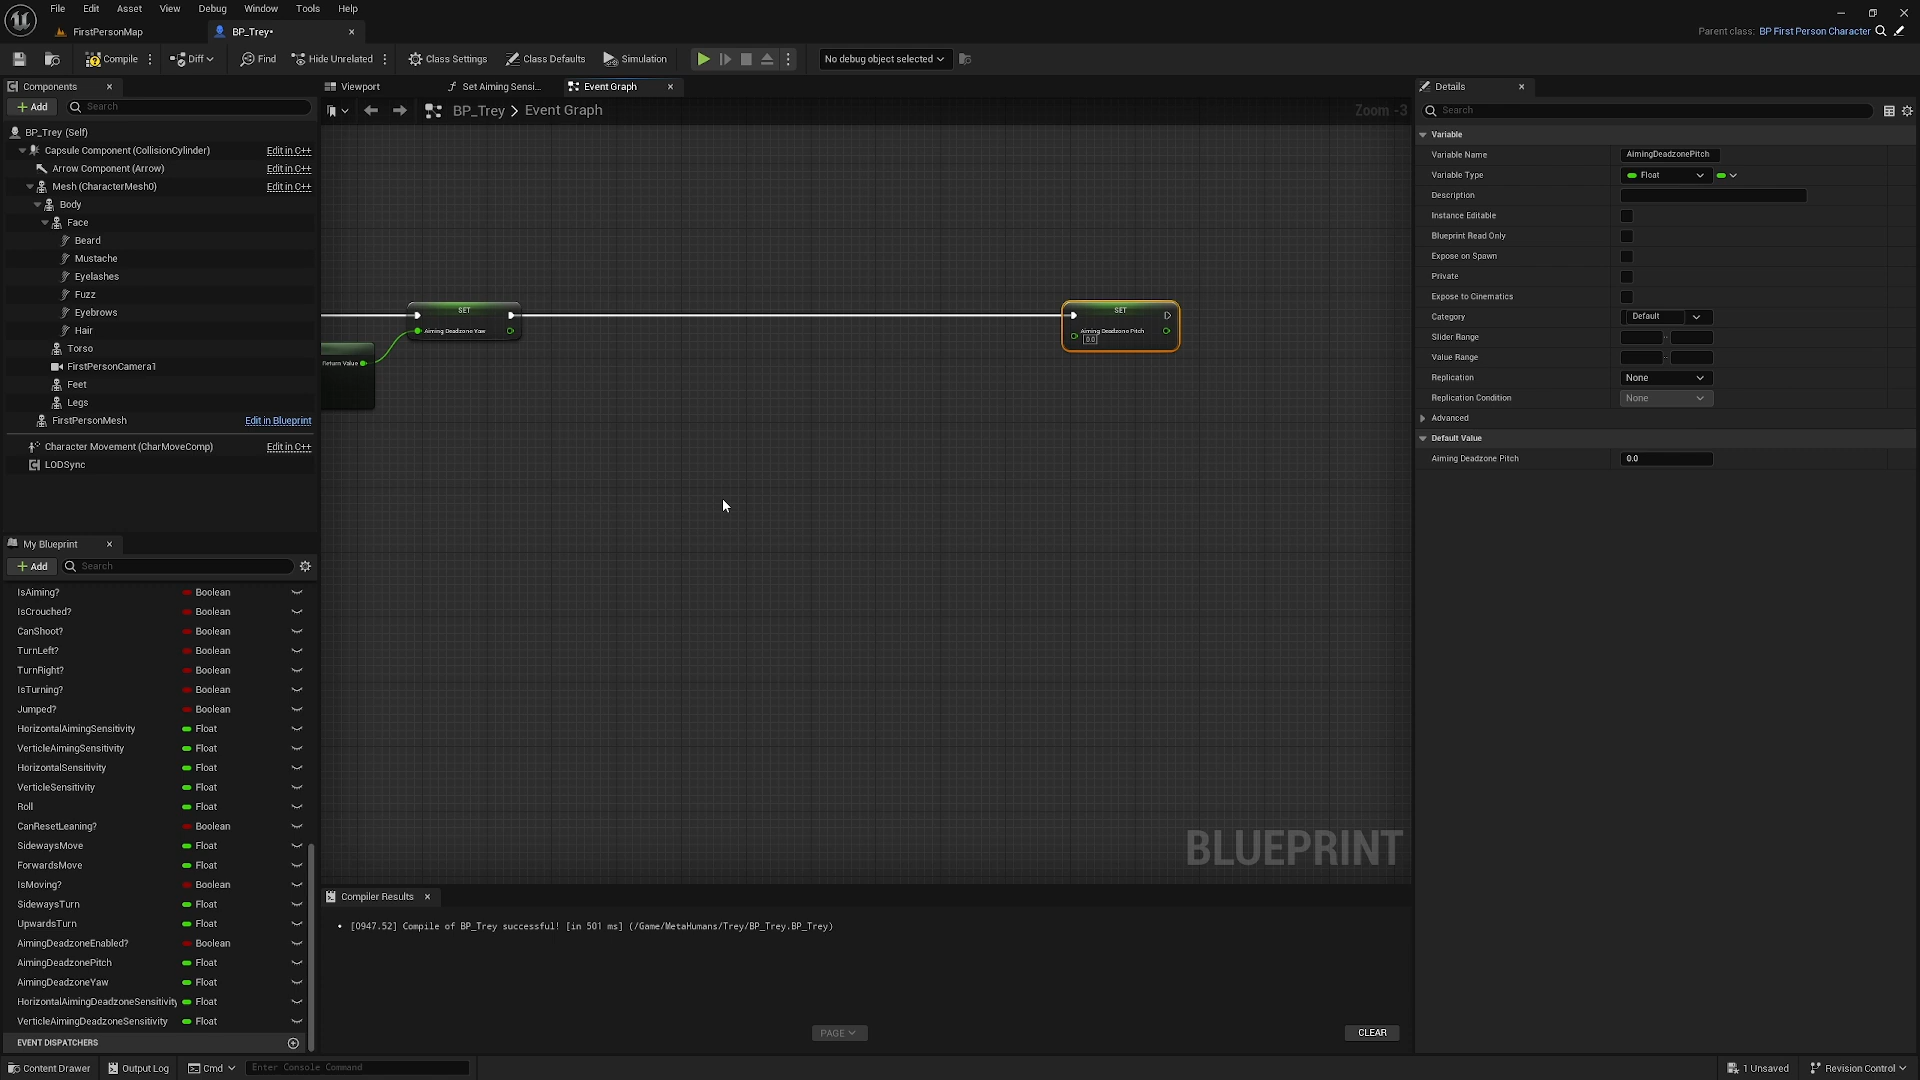 File Edit Asset View Debug Window Tools Help
FirstPersonMap
BP_Trey•
Parent class: BP First Person Character
Compile
Diff
Find
Hide Unrelated
Class Settings
Class Defaults
Simulation
No debug object selected
Components
Add
Search
BP_Trey (Self)
Capsule Component (CollisionCylinder) Edit in C++
Arrow Component (Arrow) Edit in C++
Mesh (CharacterMesh0) Edit in C++
Body
Face
Beard
Mustache
Eyelashes
Fuzz
Eyebrows
Hair
Torso
FirstPersonCamera1
Feet
Legs
FirstPersonMesh Edit in Blueprint
Character Movement (CharMoveComp) Edit in C++
LODSync
My Blueprint
Add
Search
IsAiming? Boolean
IsCrouched? Boolean
CanShoot? Boolean
TurnLeft? Boolean
TurnRight? Boolean
IsTurning? Boolean
Jumped? Boolean
HorizontalAimingSensitivity Float
VerticleAimingSensitivity Float
HorizontalSensitivity Float
VerticleSensitivity Float
Roll Float
CanResetLeaning? Boolean
SidewaysMove Float
ForwardsMove Float
IsMoving? Boolean
SidewaysTurn Float
UpwardsTurn Float
AimingDeadzoneEnabled? Boolean
AimingDeadzonePitch Float
AimingDeadzoneYaw Float
HorizontalAimingDeadzoneSensitivity Float
VerticleAimingDeadzoneSensitivity Float
EVENT DISPATCHERS
Viewport
Set Aiming Sensi...
Event Graph
BP_Trey > Event Graph
Zoom -3
SET
Aiming Deadzone Yaw
Return Value
SET
Aiming Deadzone Pitch
0.0
BLUEPRINT
Compiler Results
• [0947.52] Compile of BP_Trey successful! [in 501 ms] (/Game/MetaHumans/Trey/BP_Trey.BP_Trey)
PAGE
CLEAR
Details
Search
Variable
Variable Name AimingDeadzonePitch
Variable Type Float
Description
Instance Editable
Blueprint Read Only
Expose on Spawn
Private
Expose to Cinematics
Category Default
Slider Range
Value Range
Replication None
Replication Condition None
Advanced
Default Value
Aiming Deadzone Pitch 0.0
Content Drawer
Output Log
Cmd
Enter Console Command
1 Unsaved
Revision Control